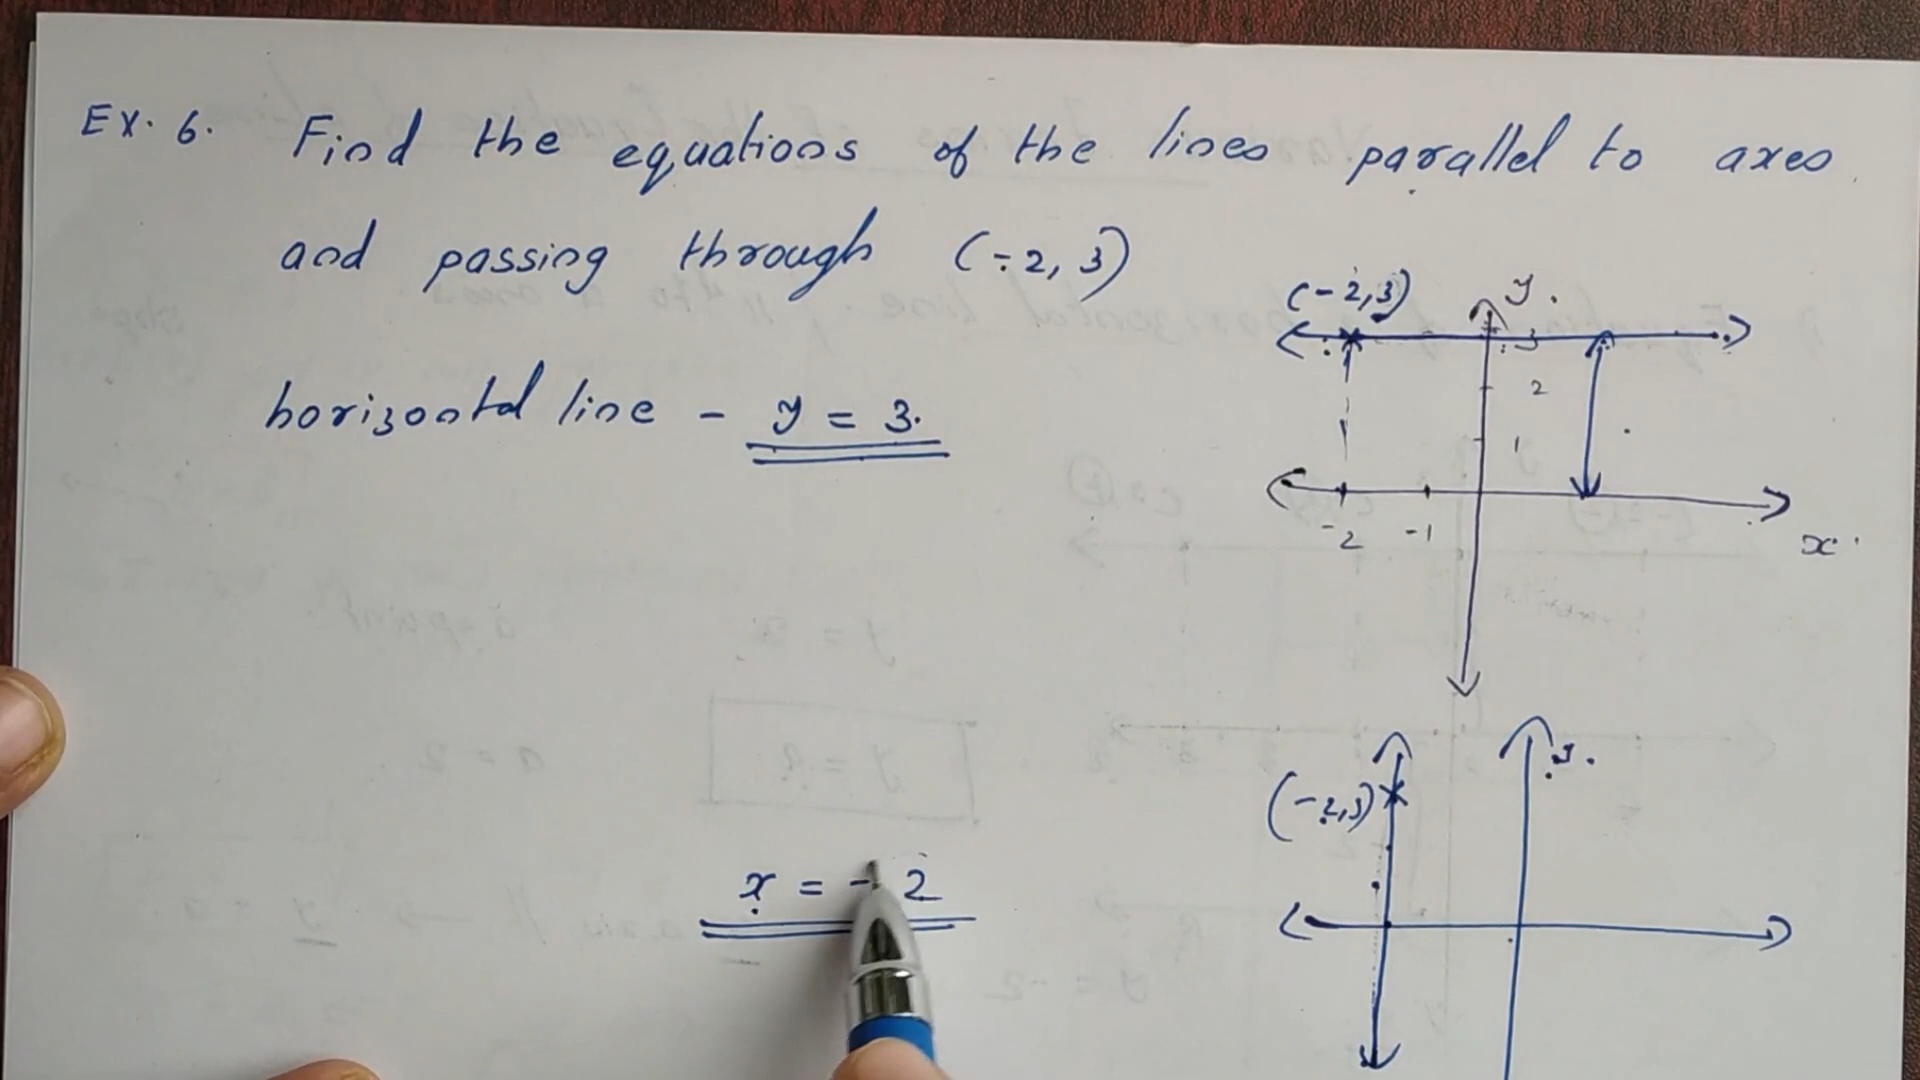 Ex. 6. Find the equations of the lines parallel to axes
and passing through (-2, 3)
(-2,3) y.
3
2
horizontal line - y = 3.
1
-2 -1
x
y.
(-2,3)
x = -2